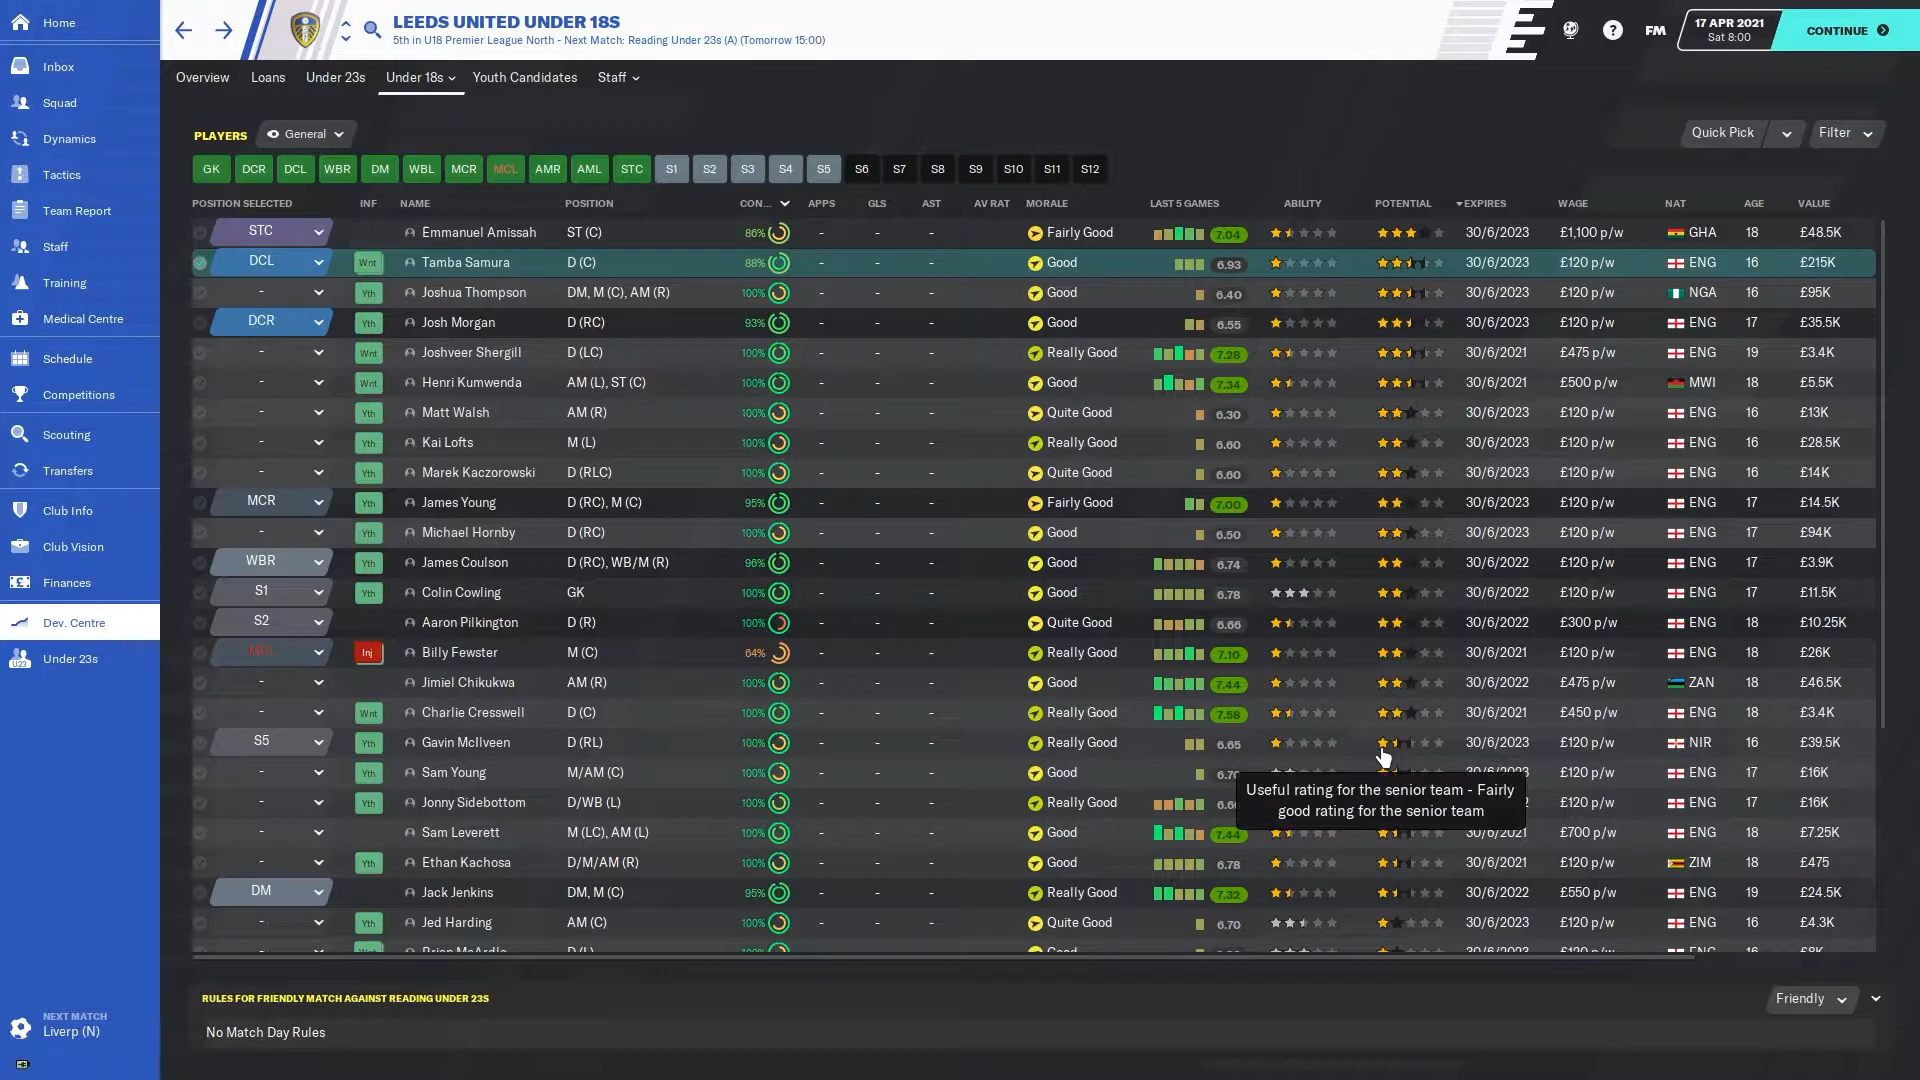 Home
Inbox
Squad
Dynamics
Tactics
Team Report
Staff
Training
Medical Centre
Schedule
Competitions
Scouting
Transfers
Club Info
Club Vision
Finances
Dev. Centre
U23 Under 23s
NEXT MATCH
Liverp (N)
LEEDS UNITED UNDER 18S
5th in U18 Premier League North - Next Match: Reading Under 23s (A) (Tomorrow 15:00)
? FM
17 APR 2021
Sat 8:00
CONTINUE
Overview Loans Under 23s Under 18s Youth Candidates Staff
PLAYERS General Quick Pick Filter
GK DCR DCL WBR DM WBL MCR MCL AMR AML STC S1 S2 S3 S4 S5 S6 S7 S8 S9 S10 S11 S12
POSITION SELECTED INF NAME POSITION CON... APPS GLS AST AV RAT MORALE LAST 5 GAMES ABILITY POTENTIAL EXPIRES WAGE NAT AGE VALUE
STC Emmanuel Amissah ST (C) 86% - - - Fairly Good 7.04 30/6/2023 £1,100 p/w GHA 18 £48.5K
DCL Wnt Tamba Samura D (C) 88% - - - Good 6.93 30/6/2023 £120 p/w ENG 16 £215K
- Yth Joshua Thompson DM, M (C), AM (R) 100% - - - Good 6.40 30/6/2023 £120 p/w NGA 16 £95K
DCR Yth Josh Morgan D (RC) 93% - - - Good 6.55 30/6/2023 £120 p/w ENG 17 £35.5K
- Wnt Joshveer Shergill D (LC) 100% - - - Really Good 7.28 30/6/2021 £475 p/w ENG 19 £3.4K
- Wnt Henri Kumwenda AM (L), ST (C) 100% - - - Good 7.34 30/6/2021 £500 p/w MWI 18 £5.5K
- Yth Matt Walsh AM (R) 100% - - - Quite Good 6.30 30/6/2023 £120 p/w ENG 16 £13K
- Yth Kai Lofts M (L) 100% - - - Really Good 6.60 30/6/2023 £120 p/w ENG 16 £28.5K
- Yth Marek Kaczorowski D (RLC) 100% - - - Quite Good 6.60 30/6/2023 £120 p/w ENG 16 £14K
MCR Yth James Young D (RC), M (C) 95% - - - Fairly Good 7.00 30/6/2023 £120 p/w ENG 17 £14.5K
- Yth Michael Hornby D (RC) 100% - - - Good 6.50 30/6/2023 £120 p/w ENG 17 £94K
WBR Yth James Coulson D (RC), WB/M (R) 96% - - - Good 6.74 30/6/2022 £120 p/w ENG 17 £3.9K
S1 Yth Colin Cowling GK 100% - - - Good 6.78 30/6/2022 £120 p/w ENG 17 £11.5K
S2 Aaron Pilkington D (R) 100% - - - Quite Good 6.66 30/6/2022 £300 p/w ENG 18 £10.25K
MCL Inj Billy Fewster M (C) 64% - - - Really Good 7.10 30/6/2021 £120 p/w ENG 18 £26K
- Jimiel Chikukwa AM (R) 100% - - - Good 7.44 30/6/2022 £475 p/w ZAN 18 £46.5K
- Wnt Charlie Cresswell D (C) 100% - - - Really Good 7.58 30/6/2021 £450 p/w ENG 18 £3.4K
S5 Yth Gavin McIlveen D (RL) 100% - - - Really Good 6.65 30/6/2023 £120 p/w NIR 16 £39.5K
- Yth Sam Young M/AM (C) 100% - - - Good 30/6/2023 £120 p/w ENG 17 £16K
- Yth Jonny Sidebottom D/WB (L) 100% - - - Really Good £120 p/w ENG 17 £16K
- Sam Leverett M (LC), AM (L) 100% - - - Good 7.44 30/6/2021 £700 p/w ENG 18 £7.25K
- Yth Ethan Kachosa D/M/AM (R) 100% - - - Good 6.78 30/6/2021 £120 p/w ZIM 18 £475
DM Jack Jenkins DM, M (C) 95% - - - Really Good 7.32 30/6/2022 £550 p/w ENG 19 £24.5K
- Yth Jed Harding AM (C) 100% - - - Quite Good 6.70 30/6/2023 £120 p/w ENG 16 £4.3K
Useful rating for the senior team - Fairly
good rating for the senior team
RULES FOR FRIENDLY MATCH AGAINST READING UNDER 23S Friendly
No Match Day Rules